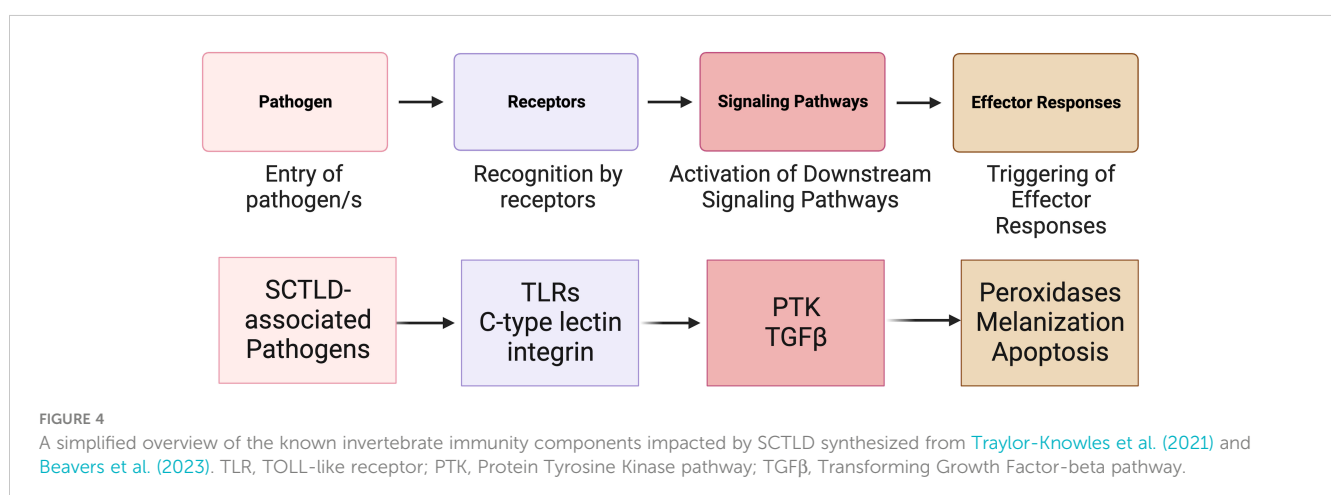 Pathogen
Receptors
Signaling Pathways
Effector Responses
Entry of
pathogen/s
Recognition by
receptors
Activation of Downstream
Signaling Pathways
Triggering of
Effector
Responses
SCTLD-
associated
Pathogens
TLRs
C-type lectin
integrin
PTK
TGFβ
Peroxidases
Melanization
Apoptosis
FIGURE 4
A simplified overview of the known invertebrate immunity components impacted by SCTLD synthesized from Traylor-Knowles et al. (2021) and
Beavers et al. (2023). TLR, TOLL-like receptor; PTK, Protein Tyrosine Kinase pathway; TGFβ, Transforming Growth Factor-beta pathway.